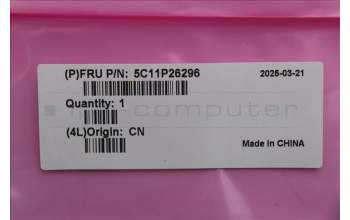 (P)FRU P/N: 5C11P26296
2025-03-21
Quantity: 1
(4L)Origin: CN
Made in CHINA